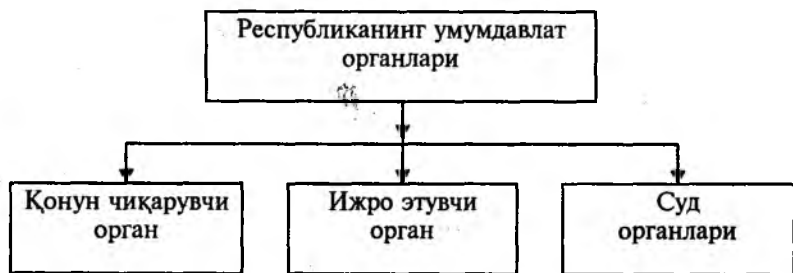 Республиканинг умумдавлат
органлари
Қонун чиқарувчи
орган
Ижро этувчи
орган
Суд
органлари